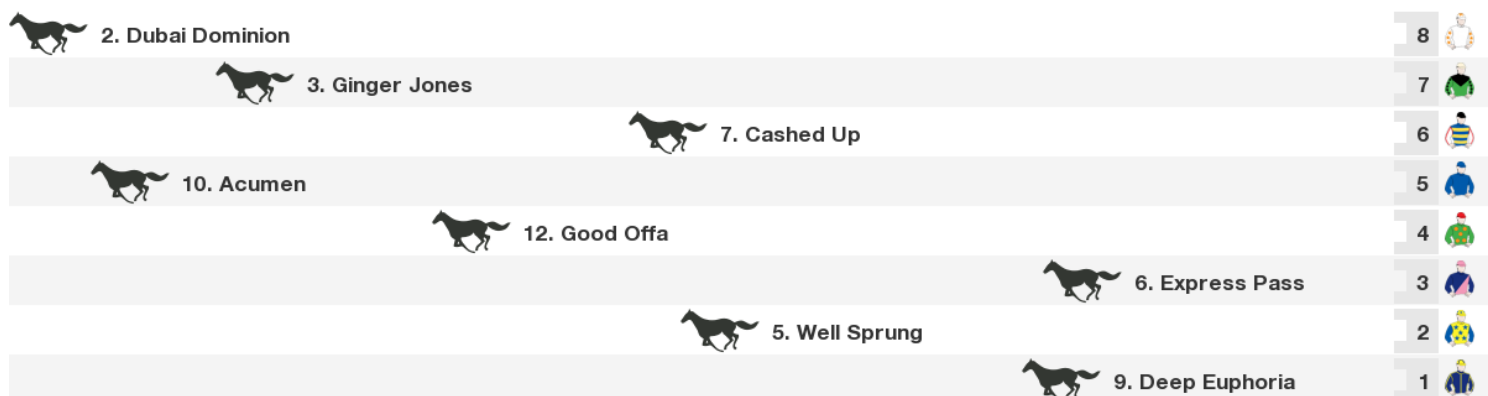 2. Dubai Dominion 8
3. Ginger Jones 7
7. Cashed Up 6
10. Acumen 5
12. Good Offa 4
6. Express Pass 3
5. Well Sprung 2
9. Deep Euphoria 1